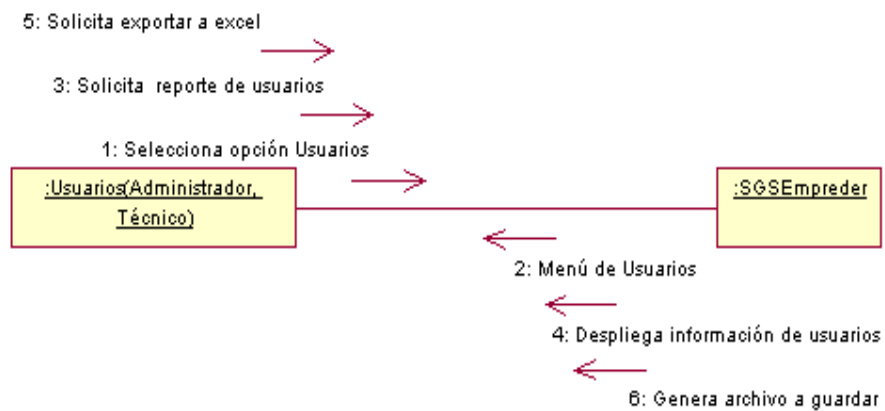 5: Solicita exportar a excel
3: Solicita reporte de usuarios
1: Selecciona opción Usuarios
:Usuarios(Administrador,
Técnico)
:SGSEmpreder
2: Menú de Usuarios
4: Despliega información de usuarios
6: Genera archivo a guardar